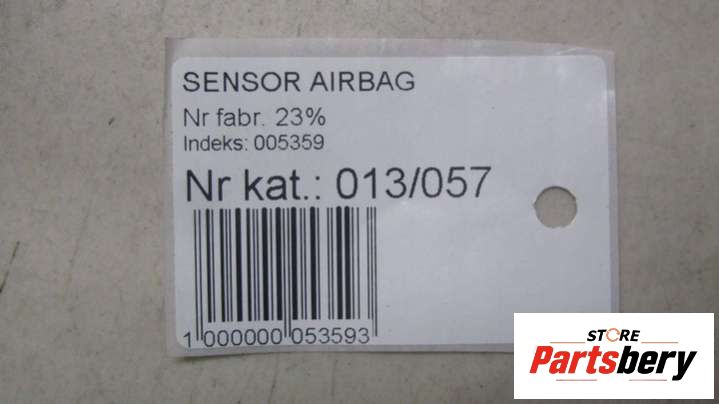 SENSOR AIRBAG
Nr fabr. 23%
Indeks: 005359
Nr kat.: 013/057
1 000000 053593
STORE
Partsbery